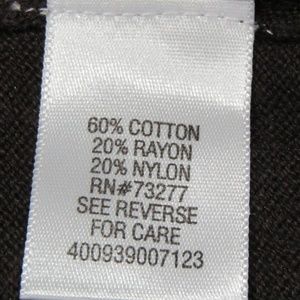 60% COTTON
20% RAYON
20% NYLON
RN#73277
SEE REVERSE
FOR CARE
400939007123